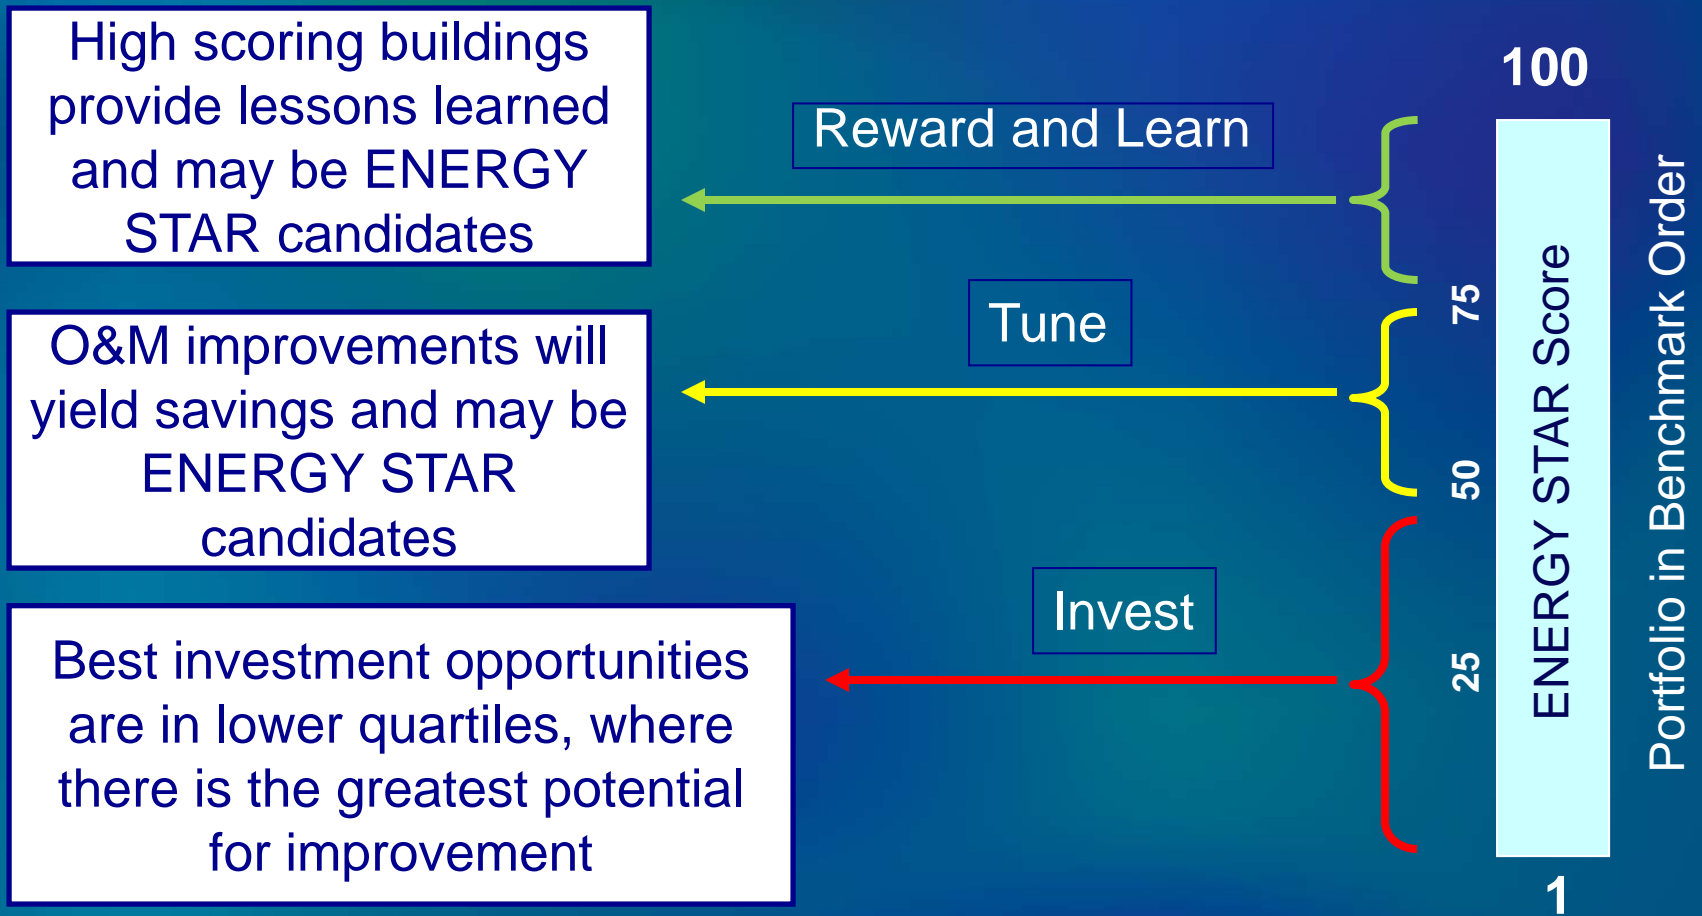 High scoring buildings
provide lessons learned
and may be ENERGY
STAR candidates
Reward and Learn
100
75
O&M improvements will
yield savings and may be
ENERGY STAR
candidates
Tune
50
Best investment opportunities
are in lower quartiles, where
there is the greatest potential
for improvement
Invest
25
1
ENERGY STAR Score
Portfolio in Benchmark Order